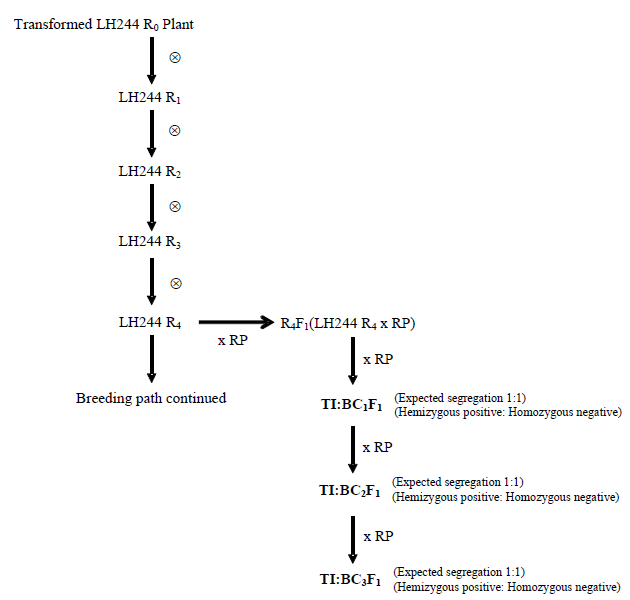 Transformed LH244 R₀ Plant
⊗
LH244 R₁
⊗
LH244 R₂
⊗
LH244 R₃
⊗
LH244 R₄
x RP
R₄F₁(LH244 R₄ x RP)
x RP
Breeding path continued
TI:BC₁F₁
(Expected segregation 1:1)
(Hemizygous positive: Homozygous negative)
x RP
TI:BC₂F₁
(Expected segregation 1:1)
(Hemizygous positive: Homozygous negative)
x RP
TI:BC₃F₁
(Expected segregation 1:1)
(Hemizygous positive: Homozygous negative)